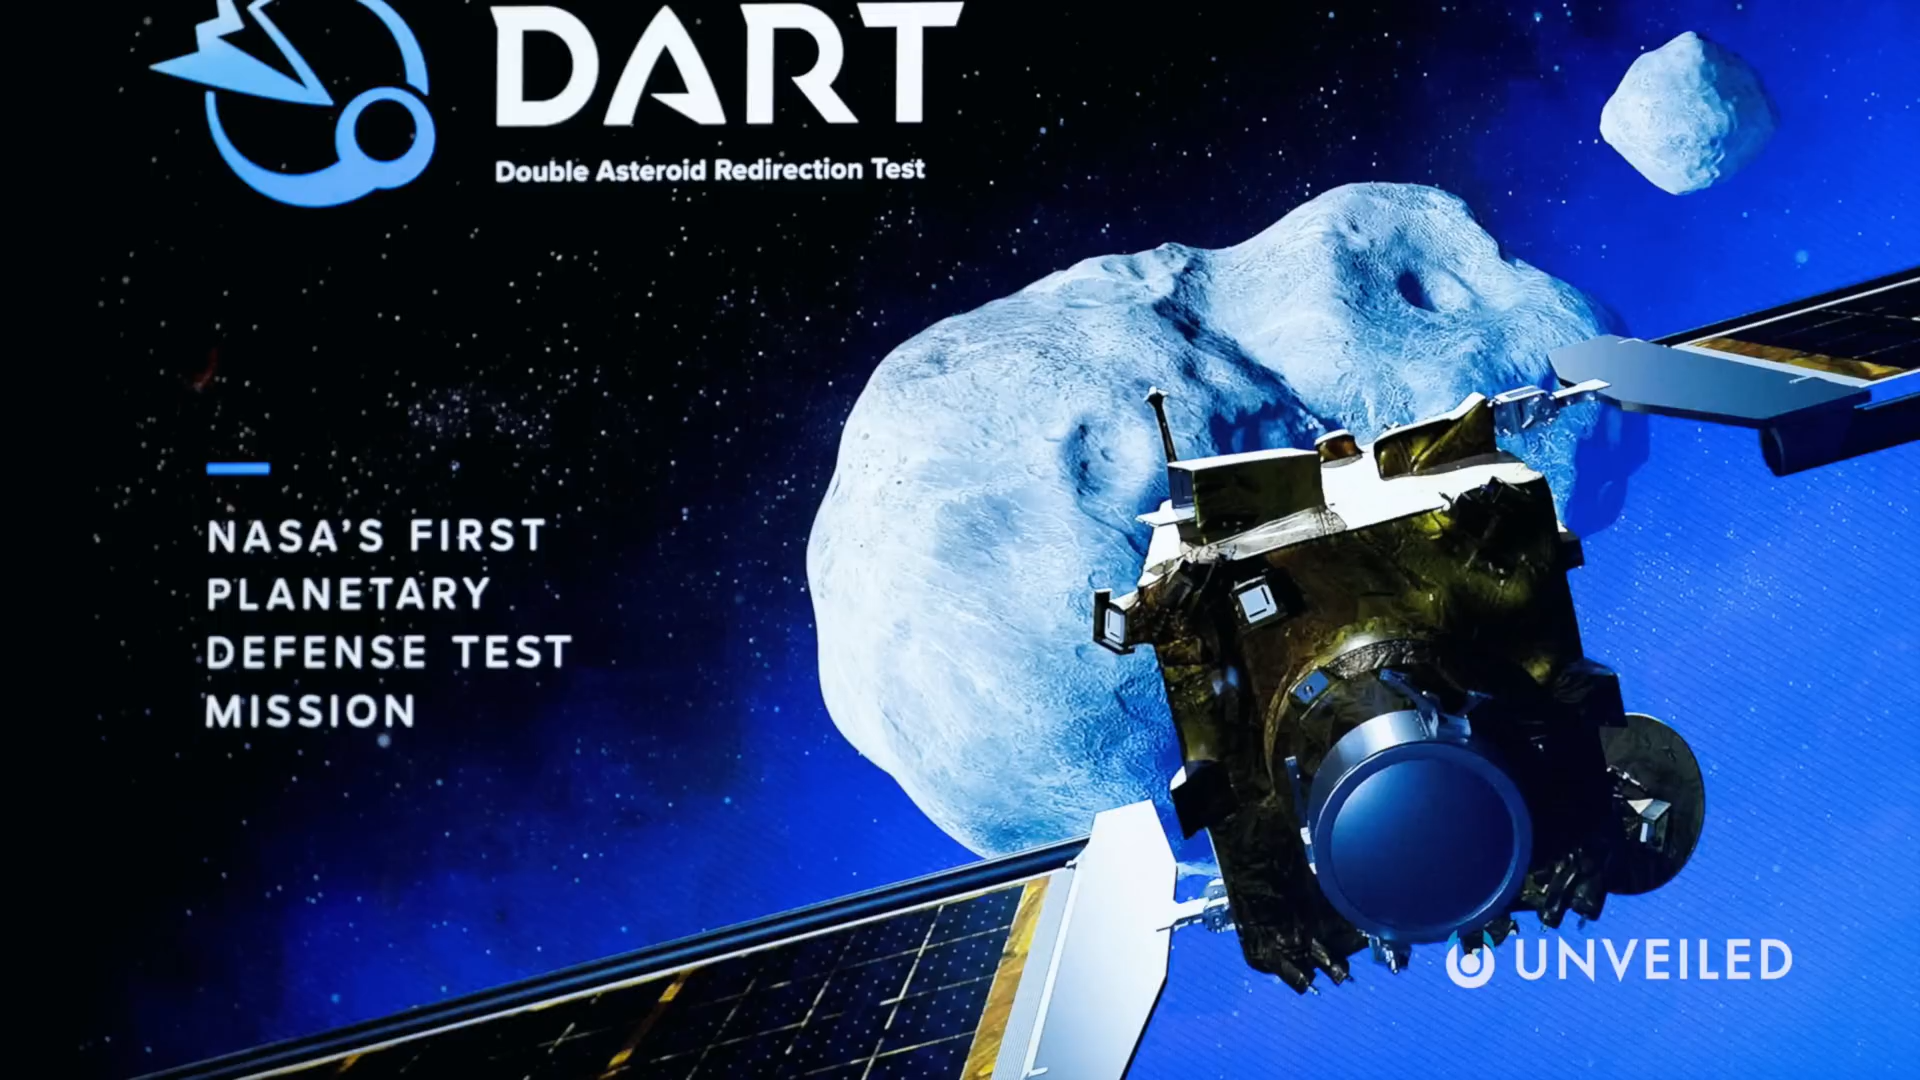 DART
Double Asteroid Redirection Test
NASA'S FIRST
PLANETARY
DEFENSE TEST
MISSION
UNVEILED